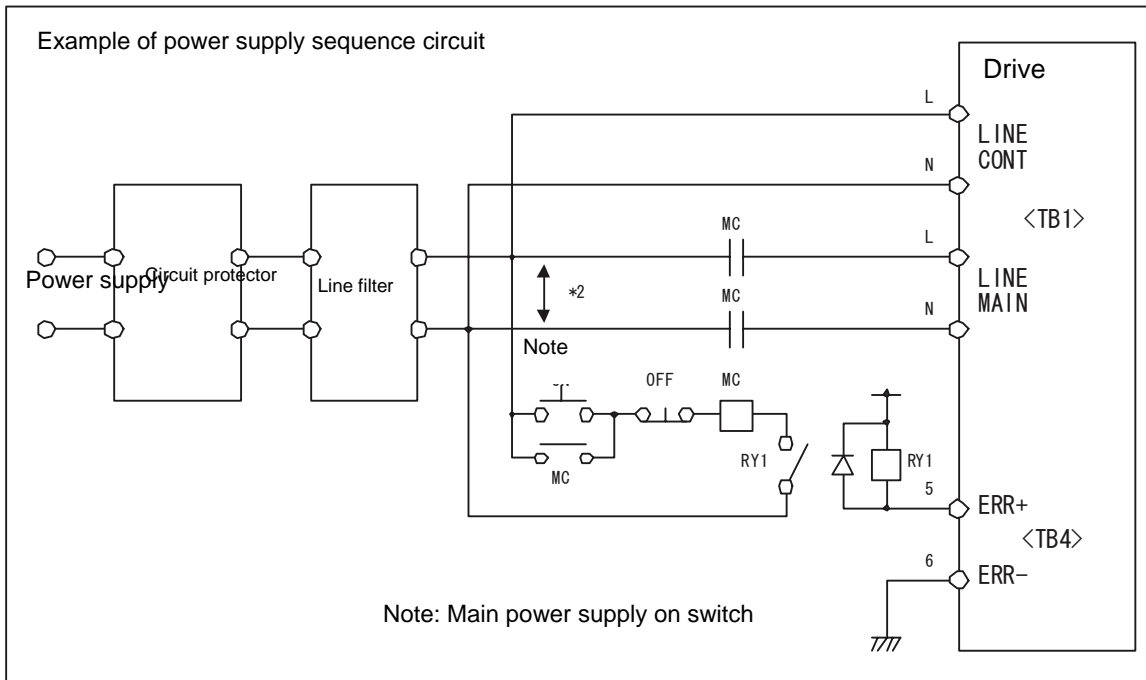 Example of power supply sequence circuit
Drive
L
LINE
CONT
N
<TB1>
MC
L
Power supply
Circuit protector
Line filter
*2
LINE
MAIN
MC
N
Note
OFF
MC
MC
RY1
RY1
5
ERR+
<TB4>
6
ERR-
Note: Main power supply on switch